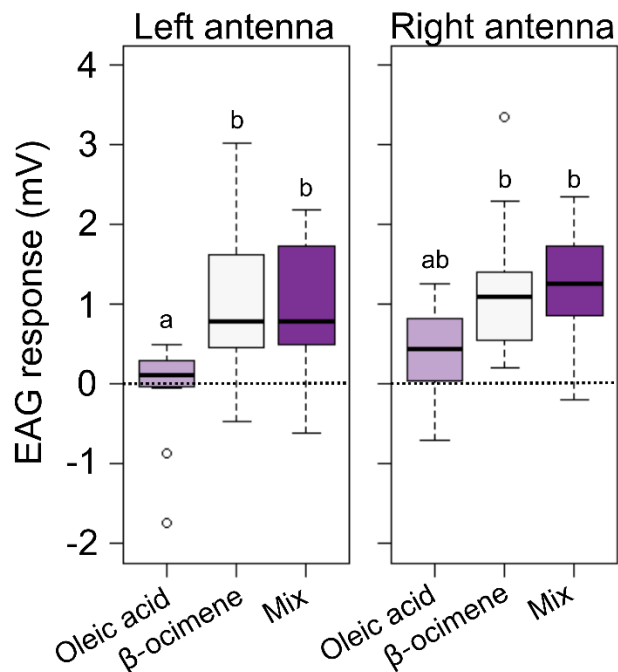 Left antenna
Right antenna
EAG response (mV)
4
3
2
1
0
-1
-2
a
b
b
ab
b
b
Oleic acid
β-ocimene
Mix
Oleic acid
β-ocimene
Mix